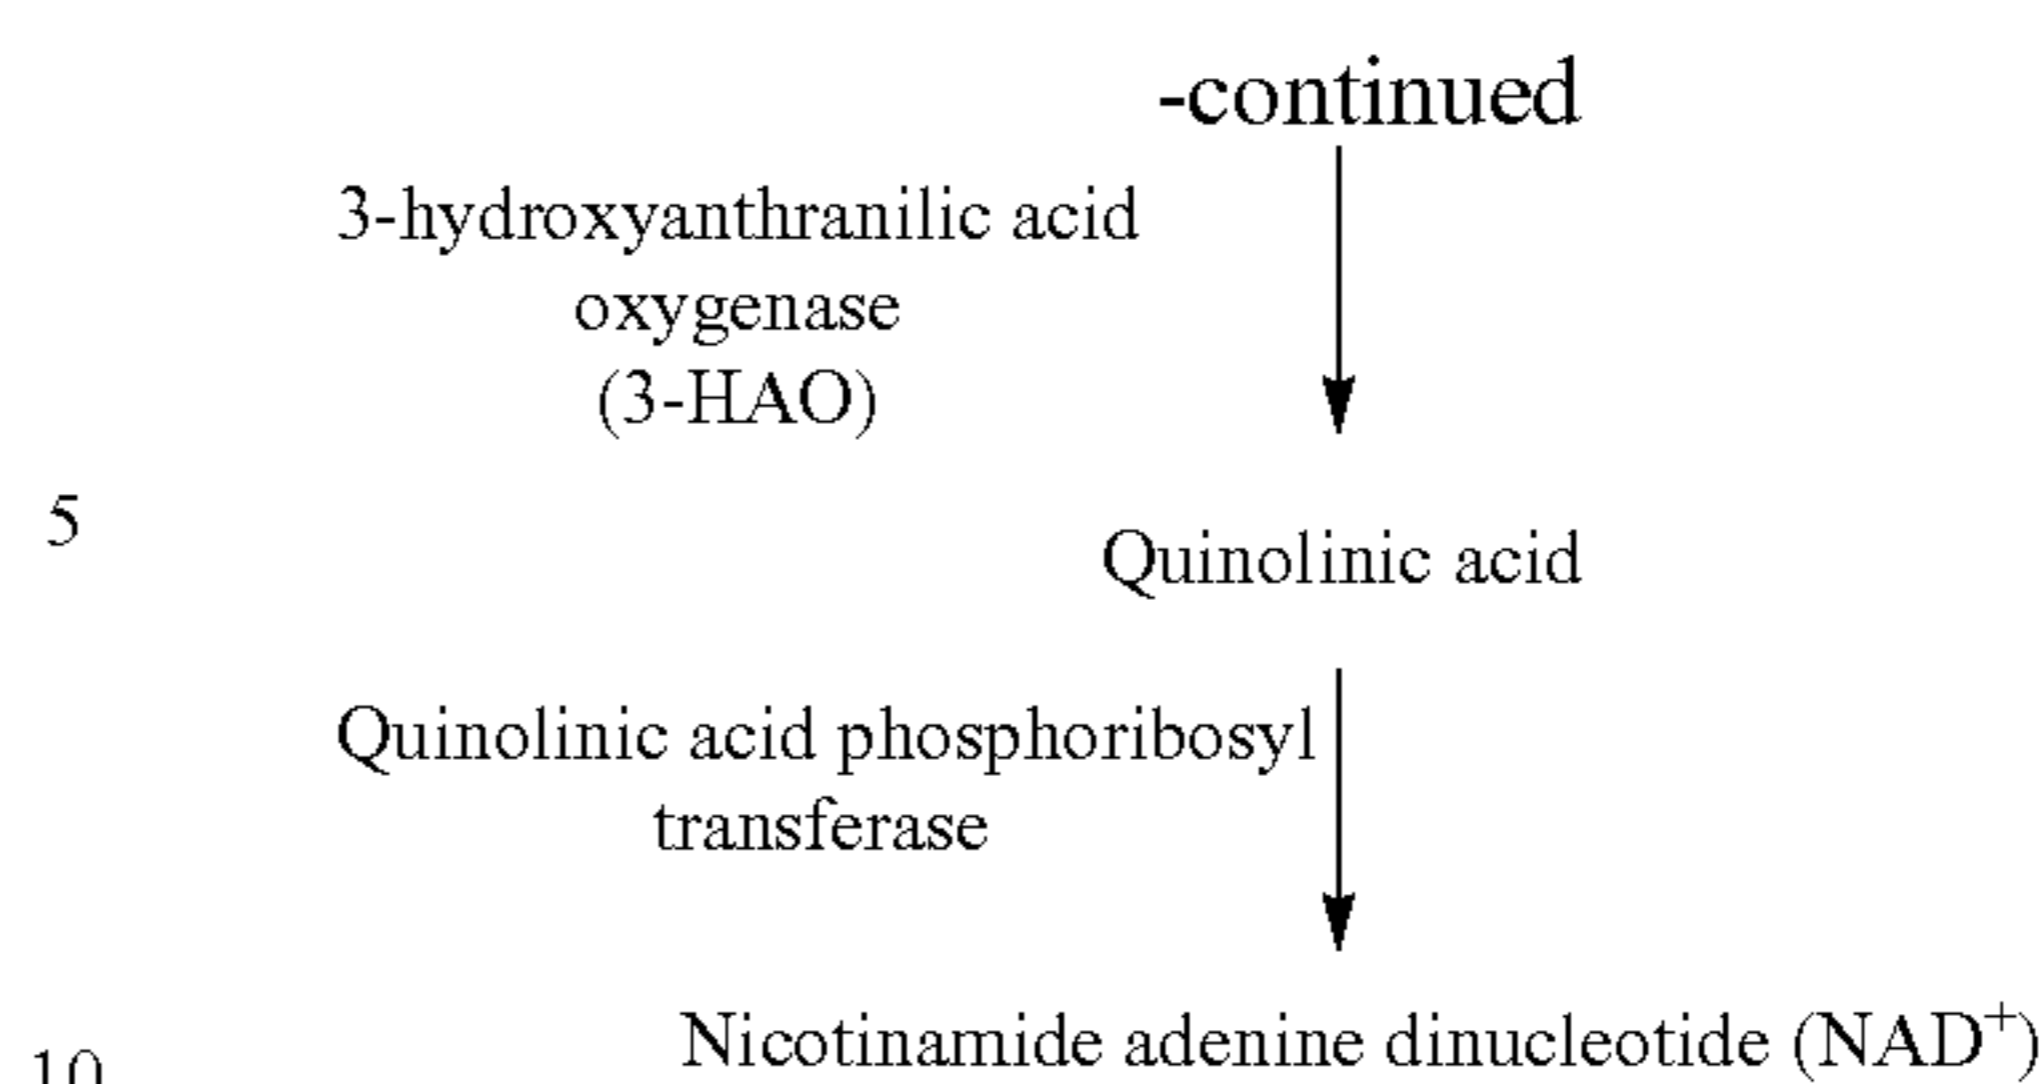 -continued
3-hydroxyanthranilic acid
oxygenase
(3-HAO)
5
Quinolinic acid
Quinolinic acid phosphoribosyl
transferase
Nicotinamide adenine dinucleotide (NAD⁺)
10